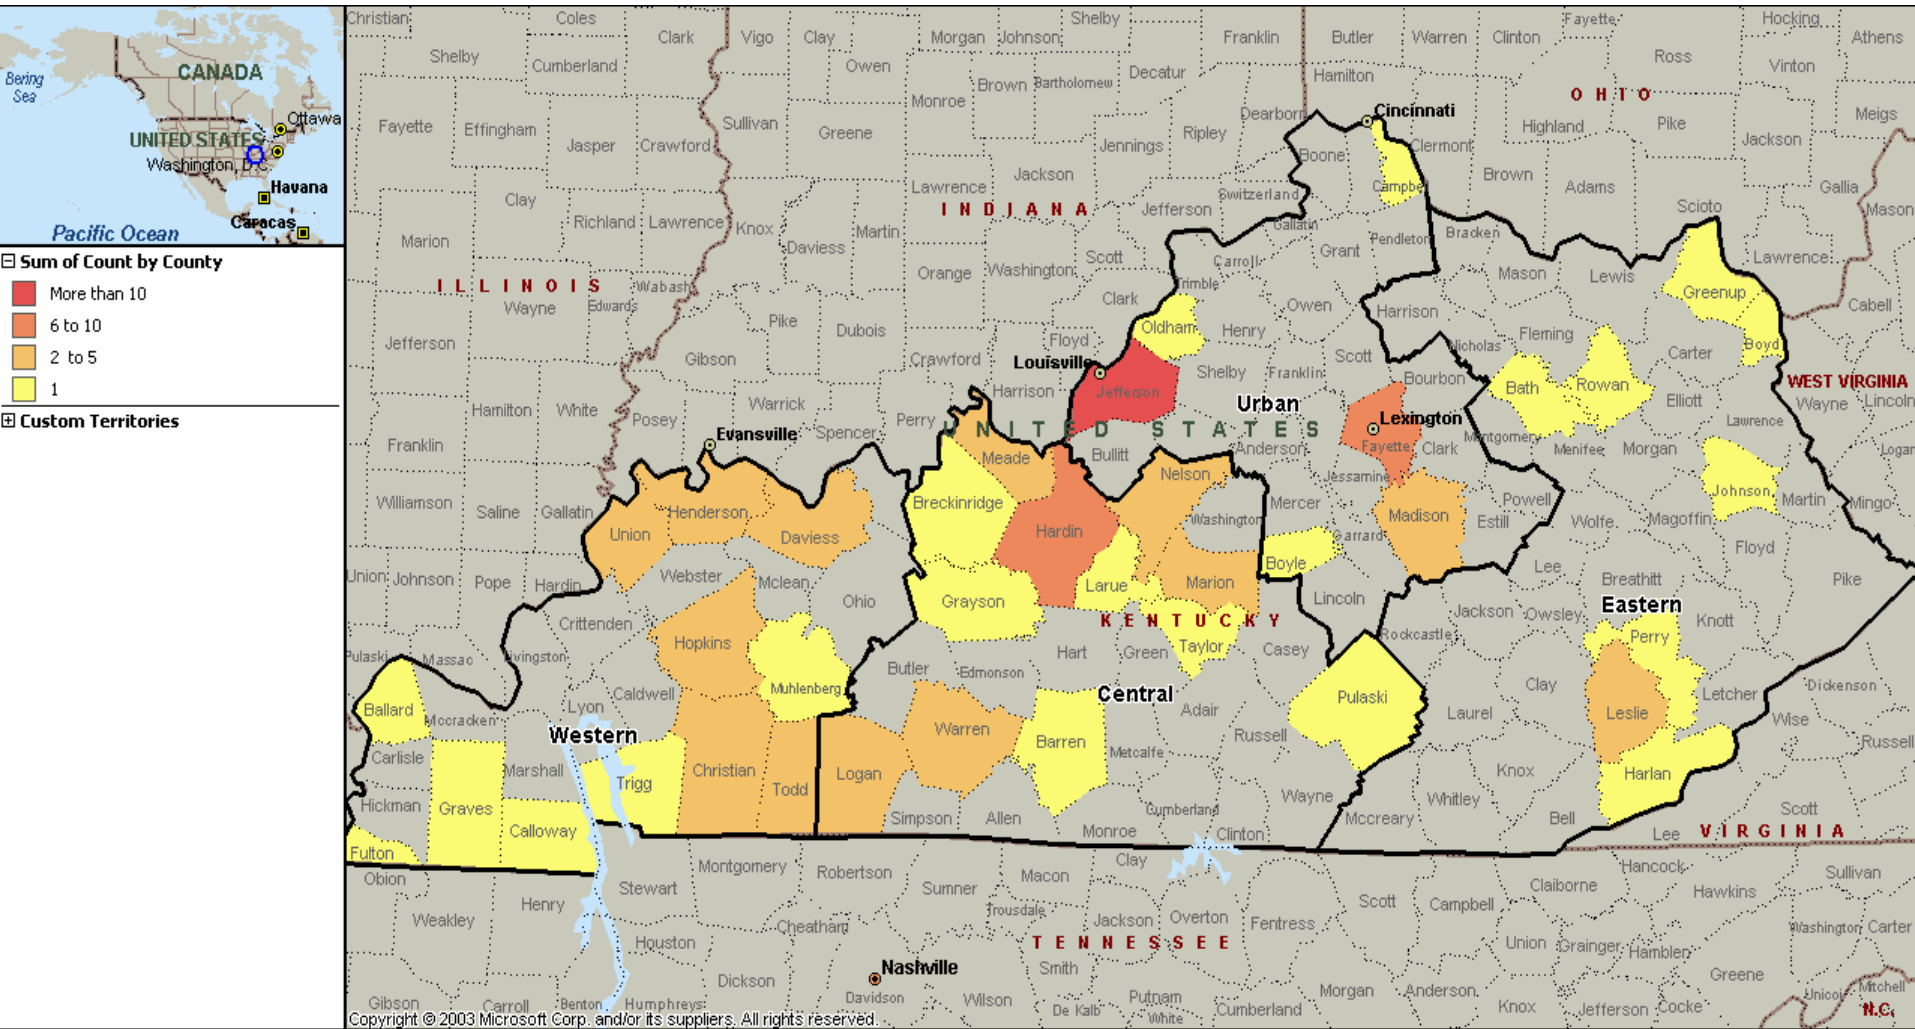 Bering
Sea
CANADA
Ottawa
UNITED STATES
Washington, D.C.
Havana
Caracas
Pacific Ocean
Sum of Count by County
More than 10
6 to 10
2 to 5
1
Custom Territories
Christian Coles Clark Vigo Clay Morgan Johnson Shelby Franklin Butler Warren Clinton Fayette Hocking
Shelby Cumberland Owen Brown Bartholomew Decatur Hamilton Ross Vinton Athens
Monroe OHIO
Fayette Effingham Jasper Crawford Sullivan Greene Jennings Ripley Dearborn Cincinnati Clermont Highland Pike Jackson Meigs
Boone
Clay Lawrence Jackson Switzerland Campbel Brown Adams Gallia
Richland Lawrence Knox INDIANA Jefferson Gallatin Scioto Mason
Marion Daviess Martin Scott Grant Pendleton Bracken
Orange Washington Carroll Mason Lewis Lawrence
ILLINOIS Wabash Clark Trimble Greenup
Wayne Edwards Pike Dubois Oldham Owen Harrison Cabell
Jefferson Gibson Crawford Floyd Henry Scott Nicholas Fleming Carter Boyd
Louisville Shelby Franklin Bourbon Bath Rowan WEST VIRGINIA
Hamilton White Posey Warrick Perry Harrison Jefferson Urban Elliott Wayne Lincoln
Franklin Evansville Spencer UNITED STATES Lexington Lawrence
Meade Bullitt Anderson Fayette Clark Montgomery Menifee Morgan Logan
Williamson Saline Gallatin Breckinridge Nelson Jessamine Johnson Martin Mingo
Union Henderson Daviess Hardin Washington Mercer Madison Powell Estill Wolfe Magoffin
Garrard Floyd
Union Johnson Pope Hardin Webster Mclean Larue Marion Boyle Lee Breathitt Pike
Crittenden Ohio Grayson KENTUCKY Lincoln Jackson Owsley Eastern Knott
Pulaski Massac Livingston Hopkins Butler Edmonson Hart Green Taylor Casey Rockcastle Perry
Ballard Mccracken Lyon Caldwell Muhlenberg Central Adair Pulaski Clay Letcher Dickenson
Western Warren Barren Metcalfe Russell Laurel Leslie Wise Russell
Carlisle Marshall Trigg Christian Todd Logan Knox Harlan
Hickman Graves Calloway Simpson Allen Monroe Cumberland Clinton Wayne Mccreary Whitley Bell Lee Scott
VIRGINIA
Fulton
Obion Stewart Montgomery Robertson Sumner Macon Clay Scott Campbell Claiborne Hancock Hawkins Sullivan
Weakley Henry Cheatham Trousdale Jackson Overton Fentress Washington Carter
Houston TENNESSEE Union Grainger Hamblen
Dickson Nashville Smith Greene
Gibson Carroll Benton Humphreys Davidson Wilson De Kalb Putnam White Cumberland Morgan Anderson Knox Jefferson Cocke Unicoi Mitchell
N.C.
Copyright © 2003 Microsoft Corp. and/or its suppliers. All rights reserved.